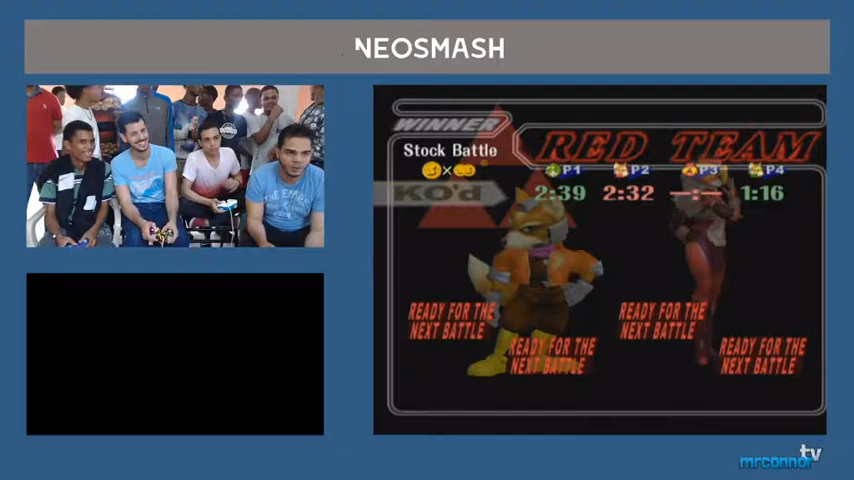 NEOSMASH
WINNER
RED TEAM
Stock Battle
P1 P2 P3 P4
KO'D
2:39 2:32 --:-- 1:16
READY FOR THE
NEXT BATTLE
READY FOR THE
NEXT BATTLE
READY FOR THE
NEXT BATTLE
READY FOR THE
NEXT BATTLE
tv
mrconnor